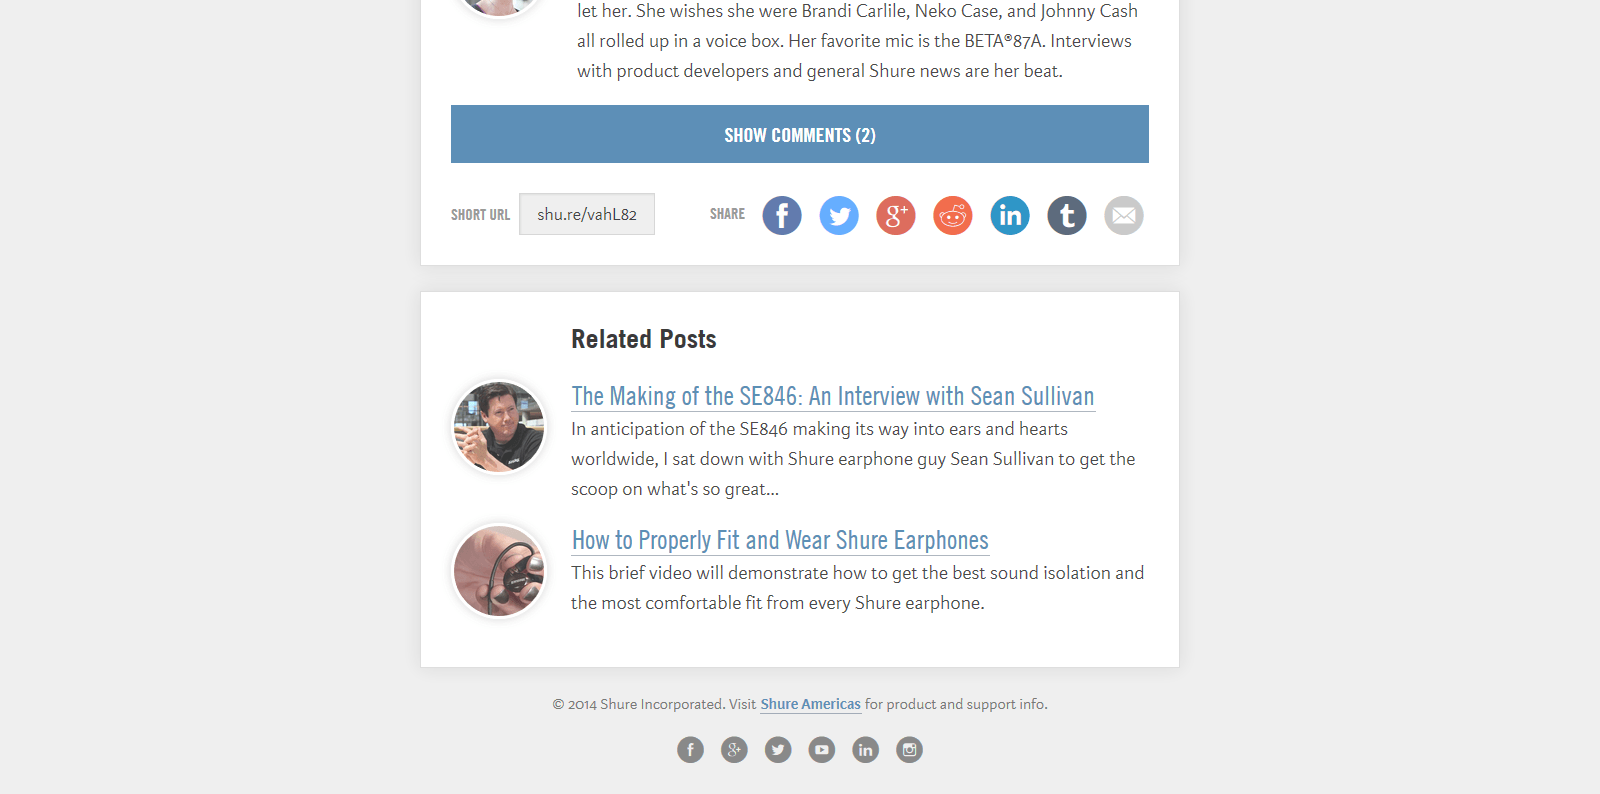 let her. She wishes she were Brandi Carlile, Neko Case, and Johnny Cash
all rolled up in a voice box. Her favorite mic is the BETA®87A. Interviews
with product developers and general Shure news are her beat.
SHOW COMMENTS (2)
SHORT URL shu.re/vahL82 SHARE
Related Posts
The Making of the SE846: An Interview with Sean Sullivan
In anticipation of the SE846 making its way into ears and hearts
worldwide, I sat down with Shure earphone guy Sean Sullivan to get the
scoop on what's so great...
How to Properly Fit and Wear Shure Earphones
This brief video will demonstrate how to get the best sound isolation and
the most comfortable fit from every Shure earphone.
© 2014 Shure Incorporated. Visit Shure Americas for product and support info.